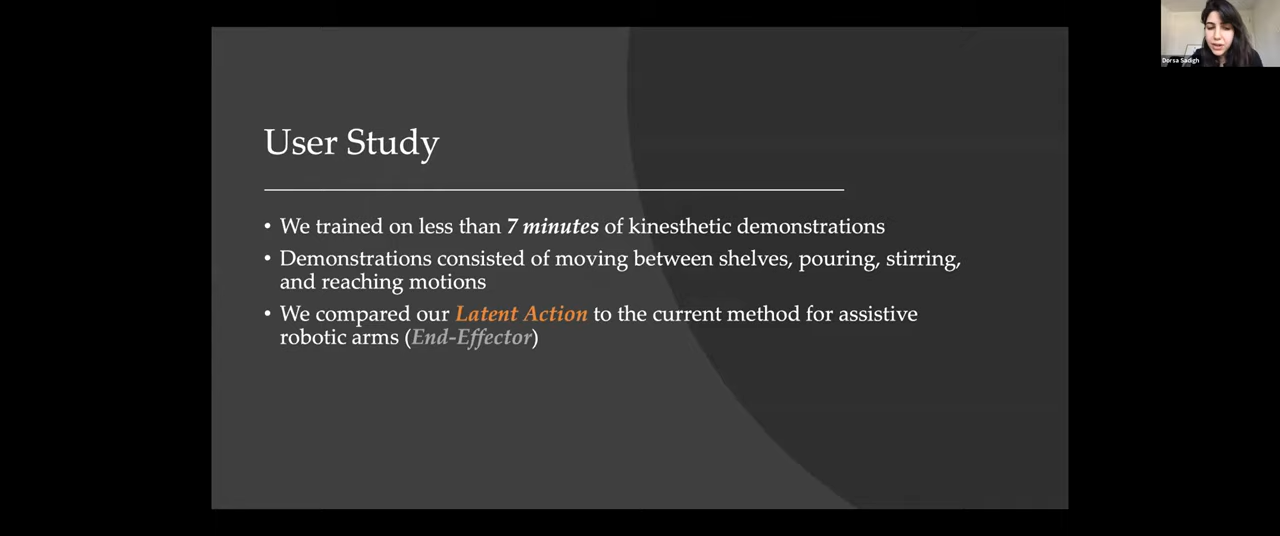 Dorsa Sadigh
User Study
• We trained on less than 7 minutes of kinesthetic demonstrations
• Demonstrations consisted of moving between shelves, pouring, stirring,
and reaching motions
• We compared our Latent Action to the current method for assistive
robotic arms (End-Effector)